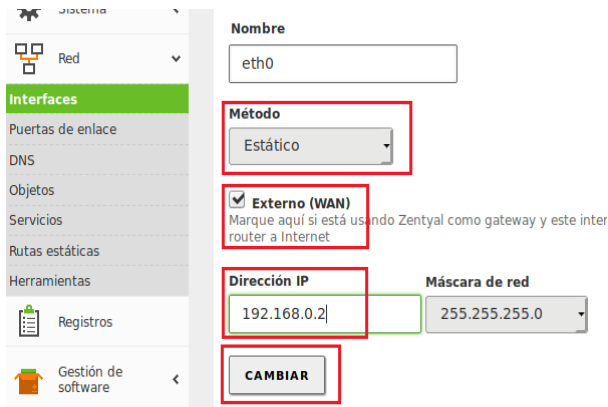 Sistema
Red
Interfaces
Puertas de enlace
DNS
Objetos
Servicios
Rutas estáticas
Herramientas
Registros
Gestión de
software
Nombre
eth0
Método
Estático
Externo (WAN)
Marque aquí si está usando Zentyal como gateway y este inter
router a Internet
Dirección IP
Máscara de red
192.168.0.2
255.255.255.0
CAMBIAR